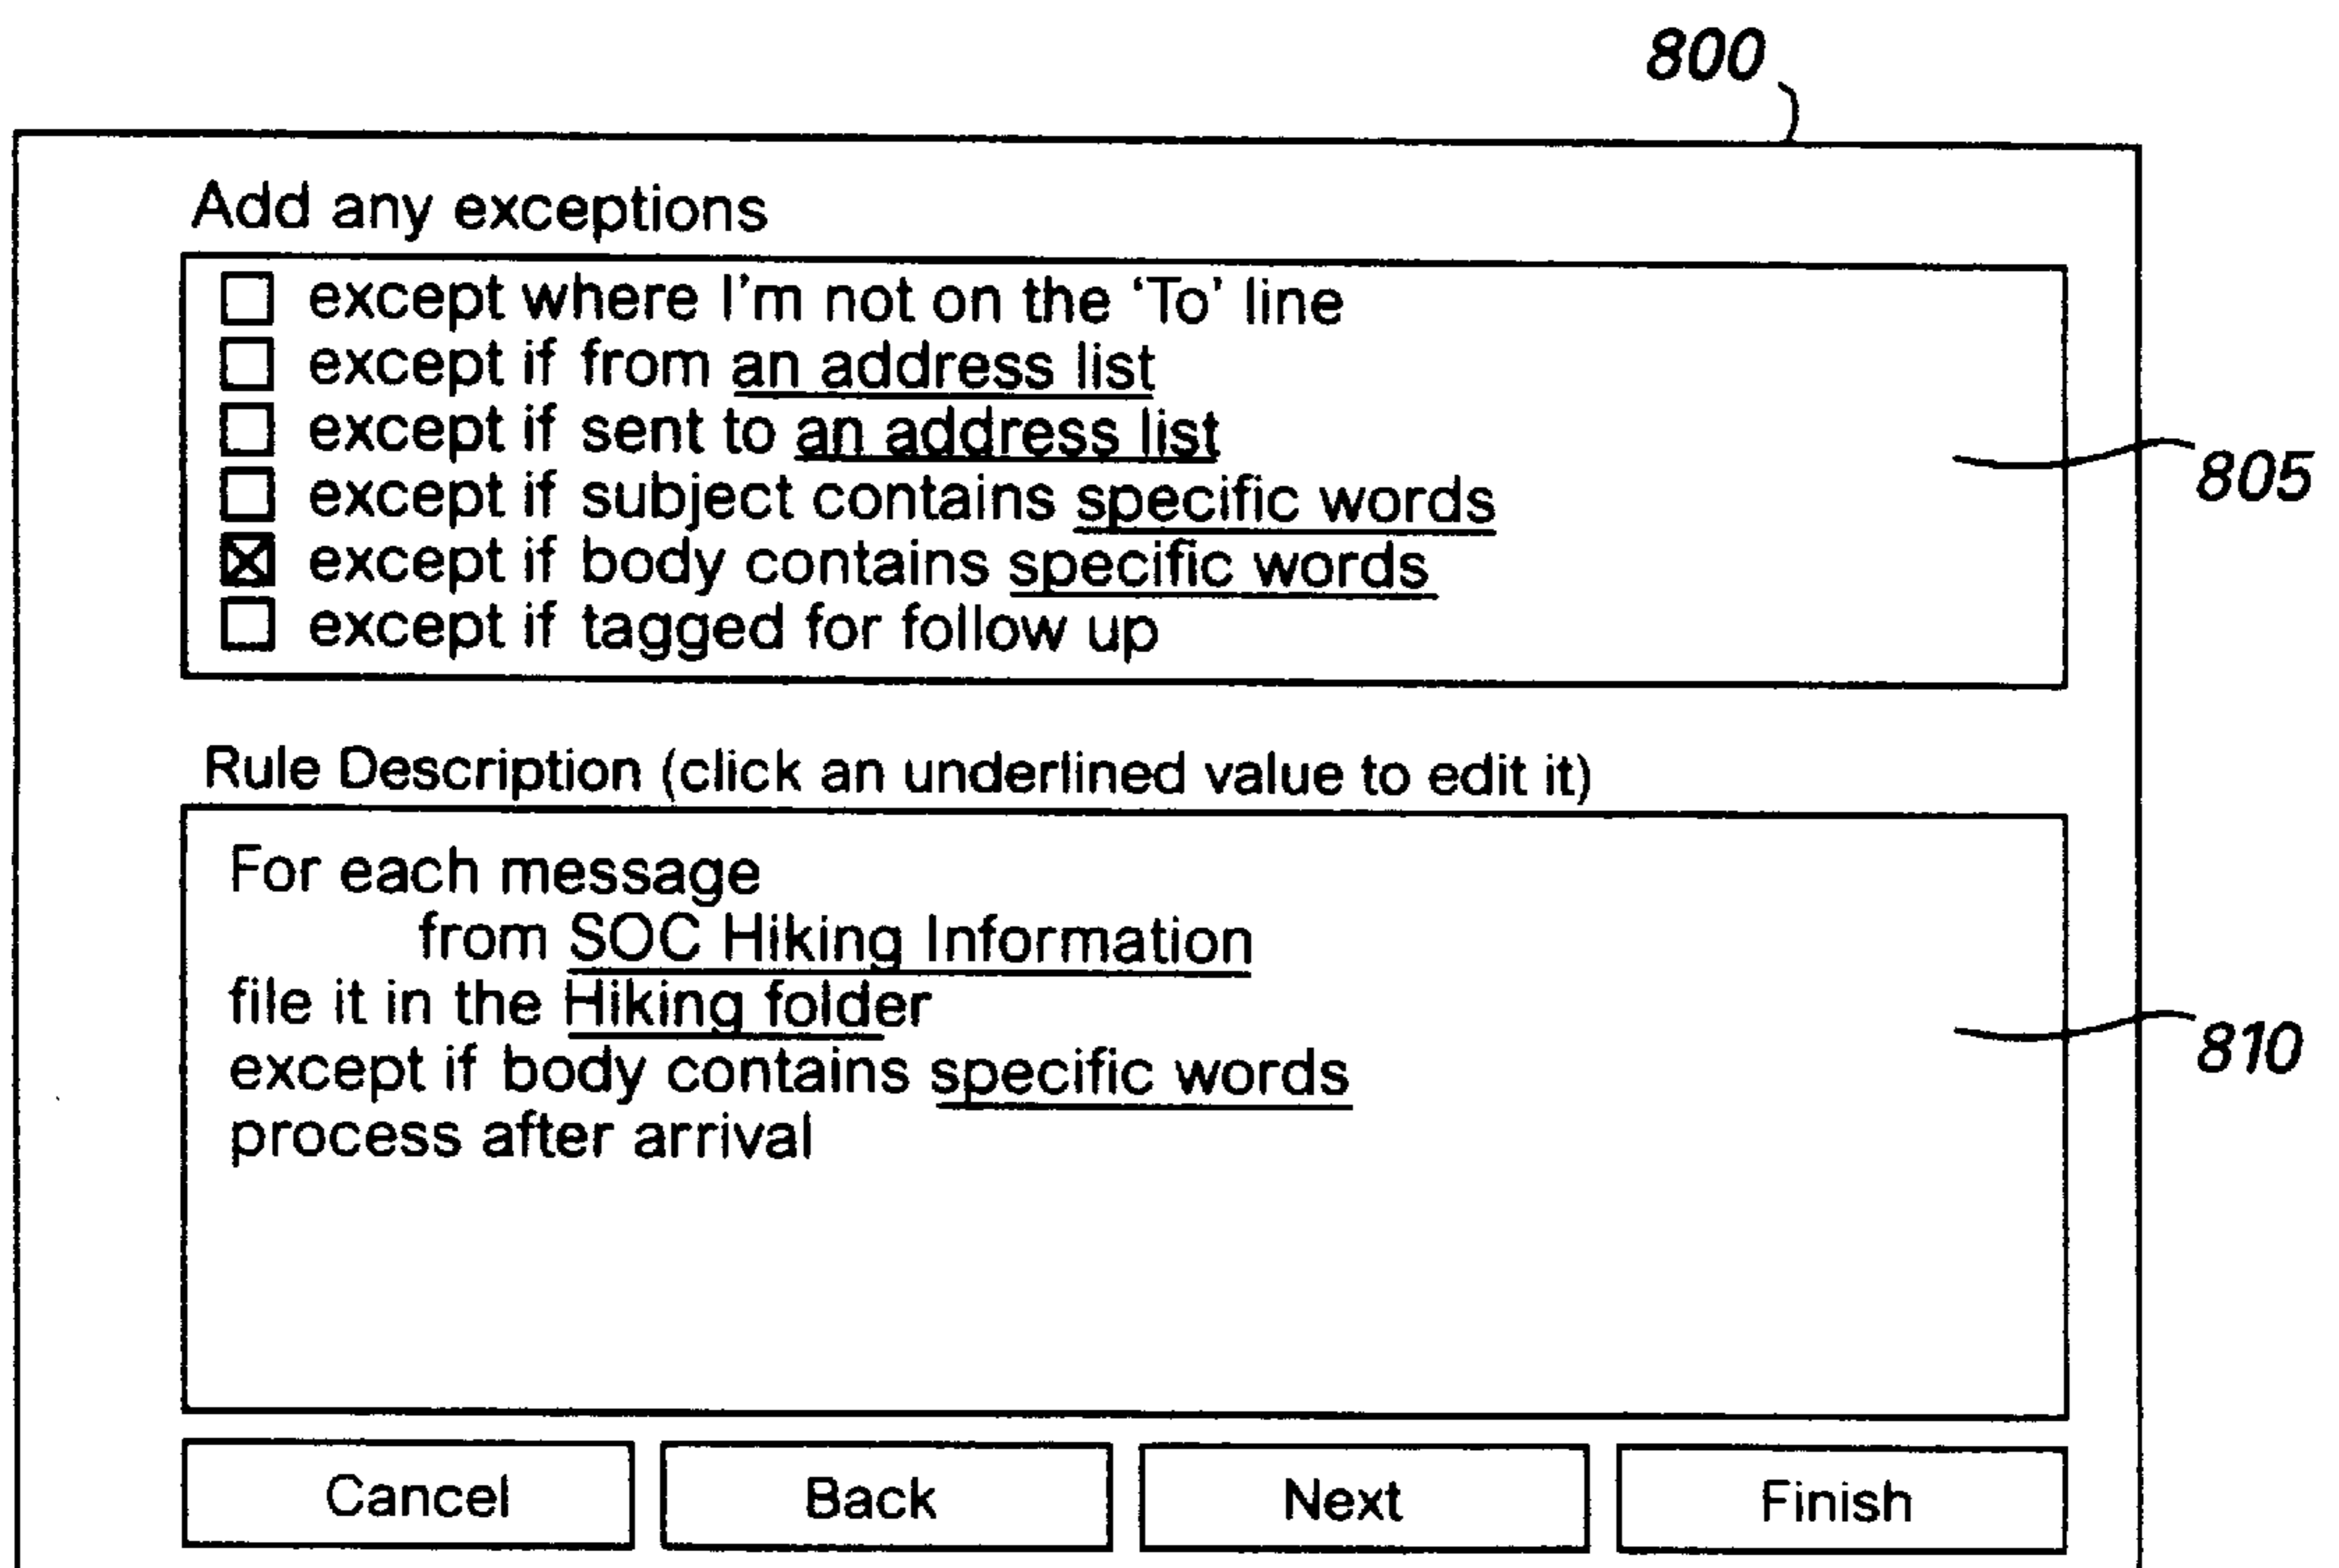 800
Add any exceptions
except where I'm not on the ‘To’ line
except if from an address list
except if sent to an address list
805
except if subject contains specific words
except if body contains specific words
except if tagged for follow up
Rule Description (click an underlined value to edit it)
For each message
from SOC Hiking Information
file it in the Hiking folder
810
except if body contains specific words
process after arrival
Cancel Back Next Finish